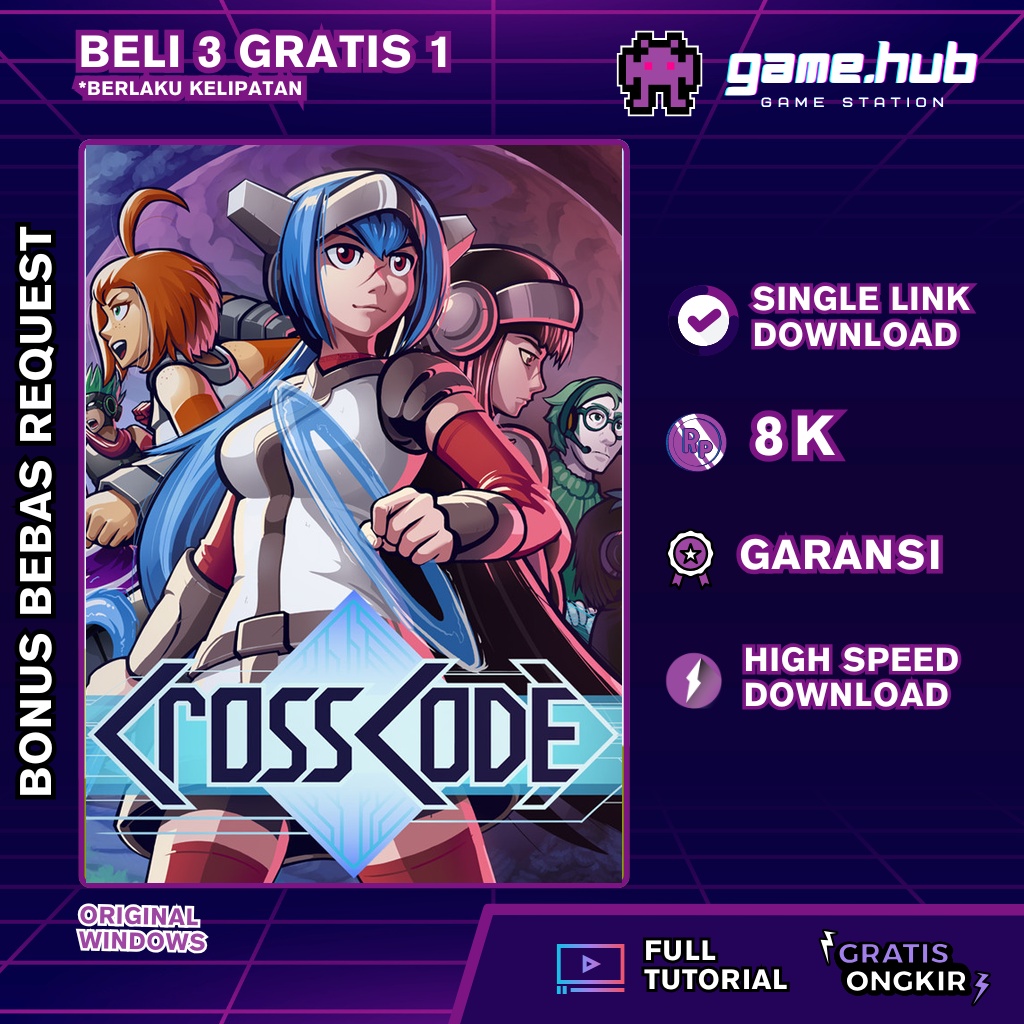 BELI 3 GRATIS 1
*BERLAKU KELIPATAN
game.hub
GAME STATION
BONUS BEBAS REQUEST
CROSSCODE
SINGLE LINK
DOWNLOAD
Rp
8K
GARANSI
HIGH SPEED
DOWNLOAD
ORIGINAL
WINDOWS
FULL
TUTORIAL
GRATIS
ONGKIR